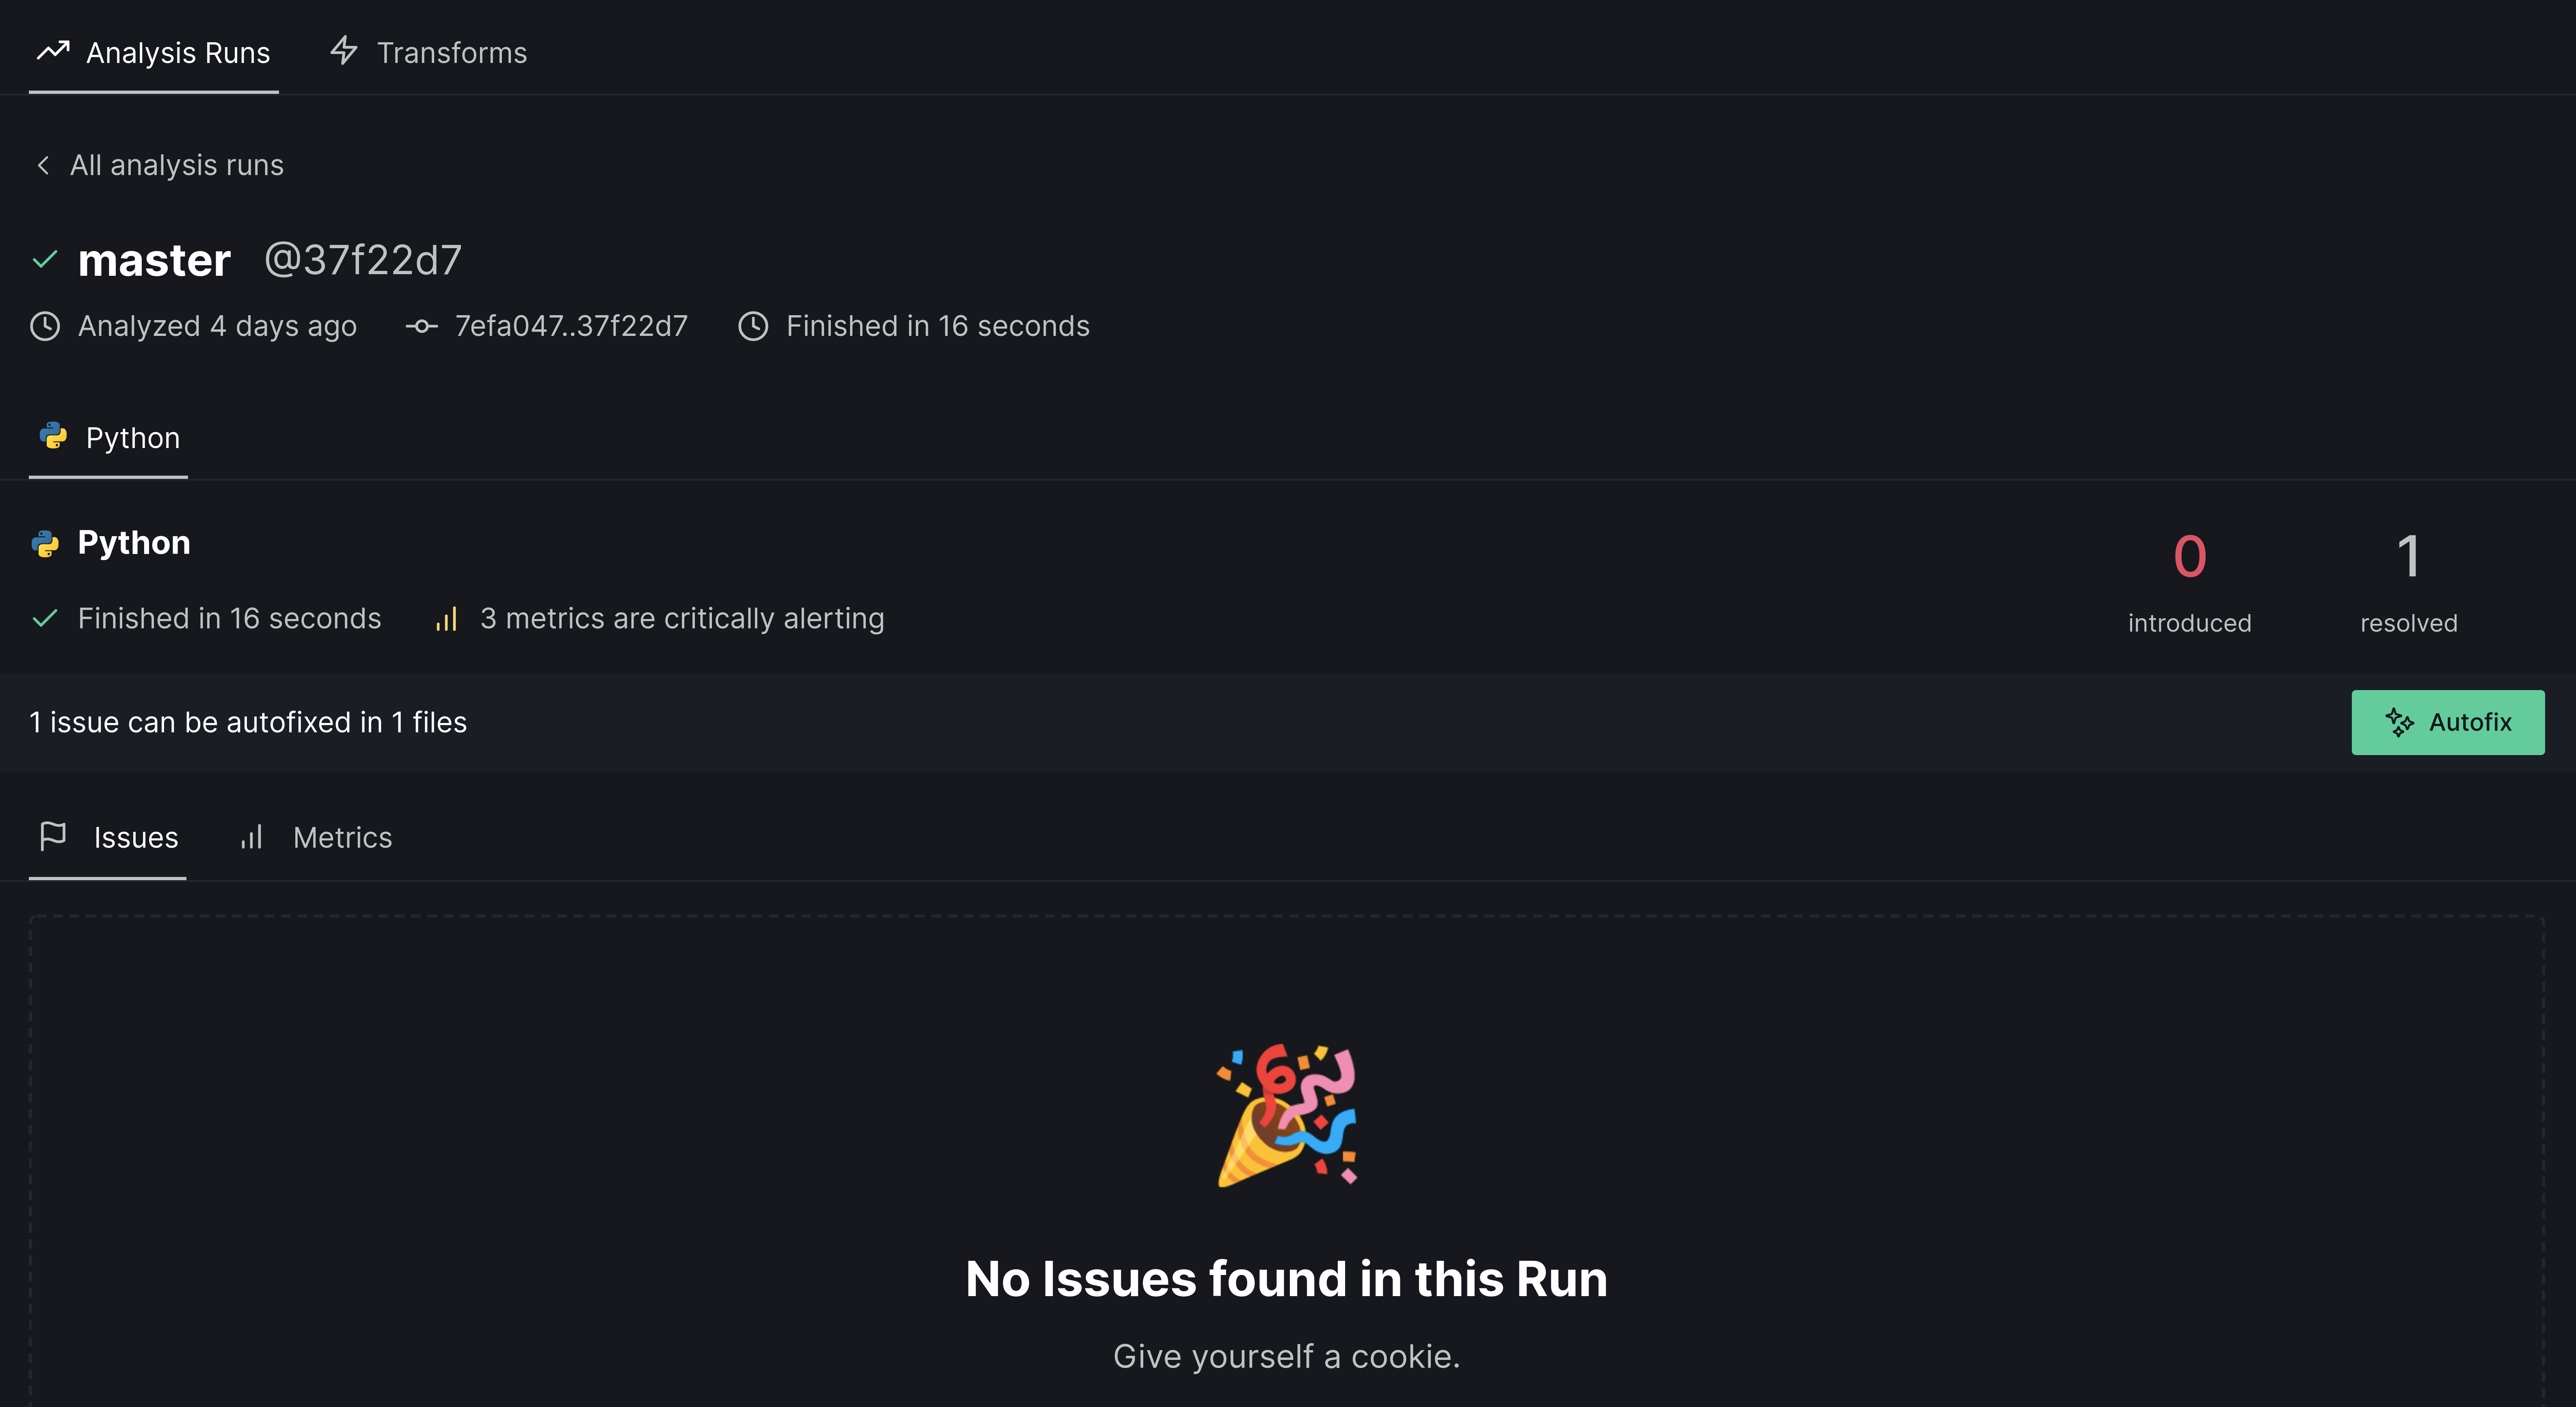 Analysis Runs Transforms
All analysis runs
master @37f22d7
Analyzed 4 days ago 7efa047..37f22d7 Finished in 16 seconds
Python
Python
Finished in 16 seconds 3 metrics are critically alerting
0 introduced
1 resolved
1 issue can be autofixed in 1 files Autofix
Issues Metrics
No Issues found in this Run
Give yourself a cookie.